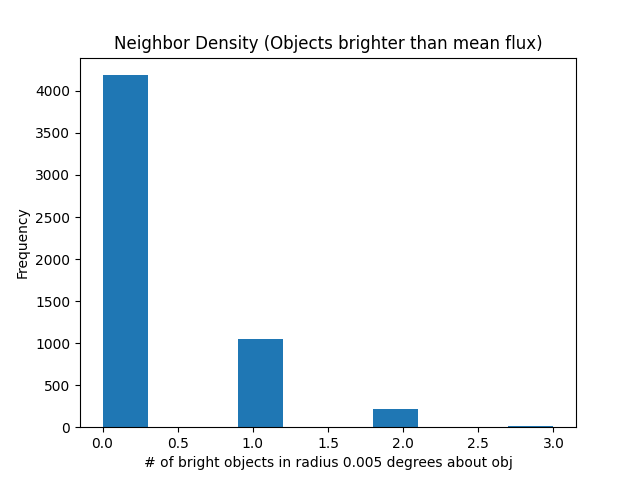 Neighbor Density (Objects brighter than mean flux)
4000
3500
3000
2500
2000
1500
1000
500
0
Frequency
0.0 0.5 1.0 1.5 2.0 2.5 3.0
# of bright objects in radius 0.005 degrees about obj